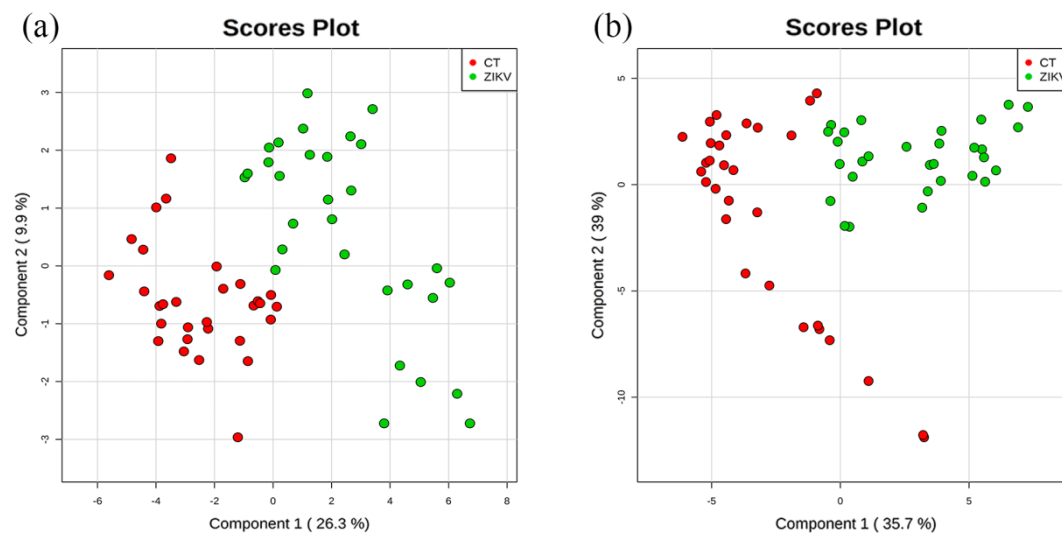 (a)
Scores Plot
CT
ZIKV
3
2
1
0
-1
-2
-3
-6 -4 -2 0 2 4 6 8
Component 2 ( 9.9 %)
Component 1 ( 26.3 %)
(b)
Scores Plot
CT
ZIKV
5
0
-5
-10
-5 0 5
Component 2 ( 39 %)
Component 1 ( 35.7 %)